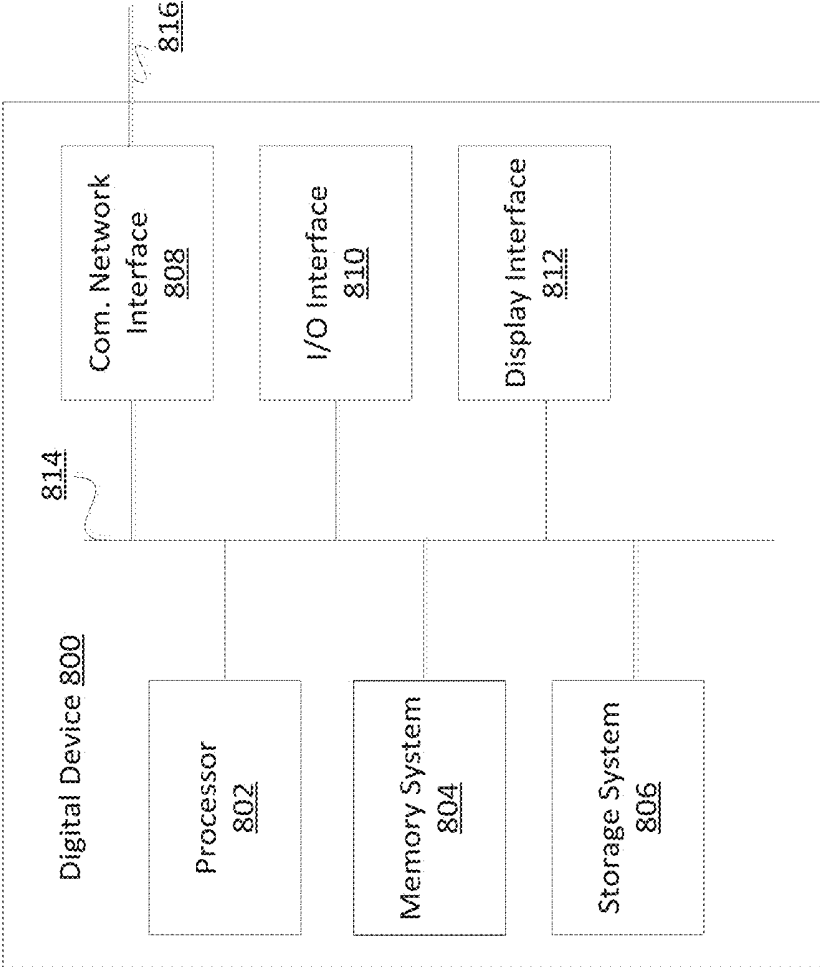 Digital Device 800
814
816
Processor
802
Com. Network
Interface
808
Memory System
804
I/O Interface
810
Storage System
806
Display Interface
812